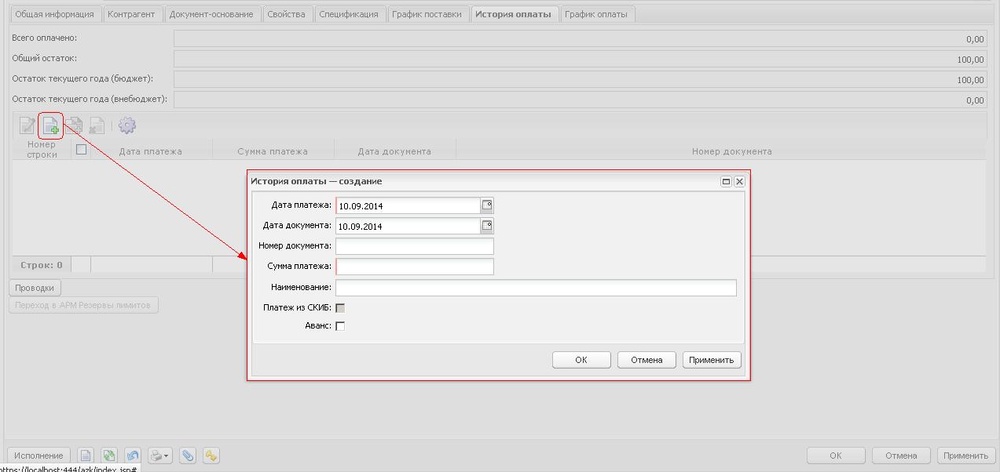 Общая информация Контрагент Документ-основание Свойства Спецификация График поставки История оплаты График оплаты
Всего оплачено: 0,00
Общий остаток: 100,00
Остаток текущего года (бюджет): 100,00
Остаток текущего года (внебюджет): 0,00
Номер строки Дата платежа Сумма платежа Дата документа Номер документа
История оплаты — создание
Дата платежа: 10.09.2014
Дата документа: 10.09.2014
Номер документа:
Сумма платежа:
Наименование:
Платеж из СКИБ:
Аванс:
ОК Отмена Применить
Строк: 0
Проводки
Переход в АРМ Резервы лимитов
Исполнение ОК Отмена Применить
https://localhost:444/azk/index.jsp#